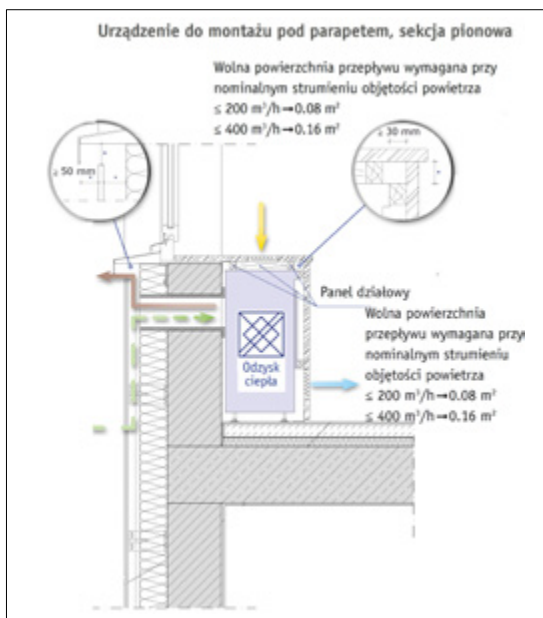 Urządzenie do montażu pod parapetem, sekcja pionowa
Wolna powierzchnia przepływu wymagana przy
nominalnym strumieniu objętości powietrza
≤ 200 m³/h→0.08 m²
≤ 400 m³/h→0.16 m²
≥ 50 mm
≥ 30 mm
Panel działowy
Wolna powierzchnia
przepływu wymagana przy
nominalnym strumieniu
objętości powietrza
≤ 200 m³/h→0.08 m²
≤ 400 m³/h→0.16 m²
Odzysk
ciepła